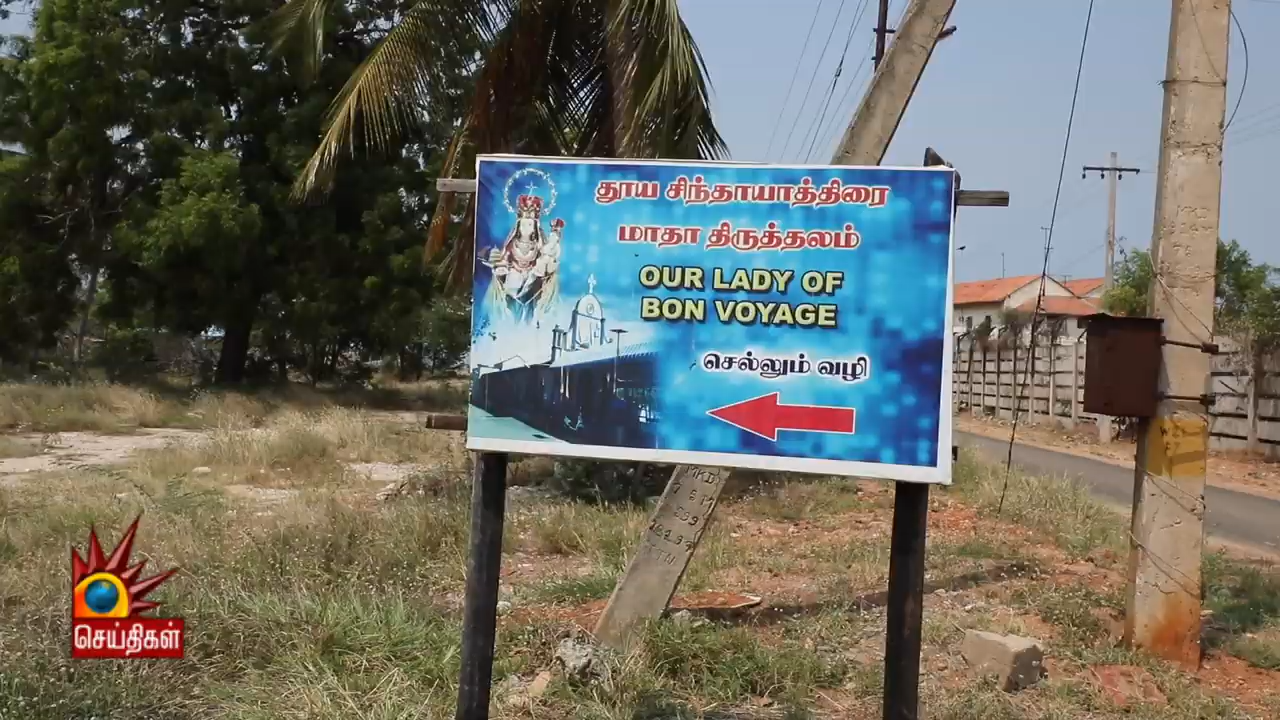 தூய சிந்தாயாத்திரை
மாதா திருத்தலம்
OUR LADY OF
BON VOYAGE
செல்லும் வழி
செய்திகள்